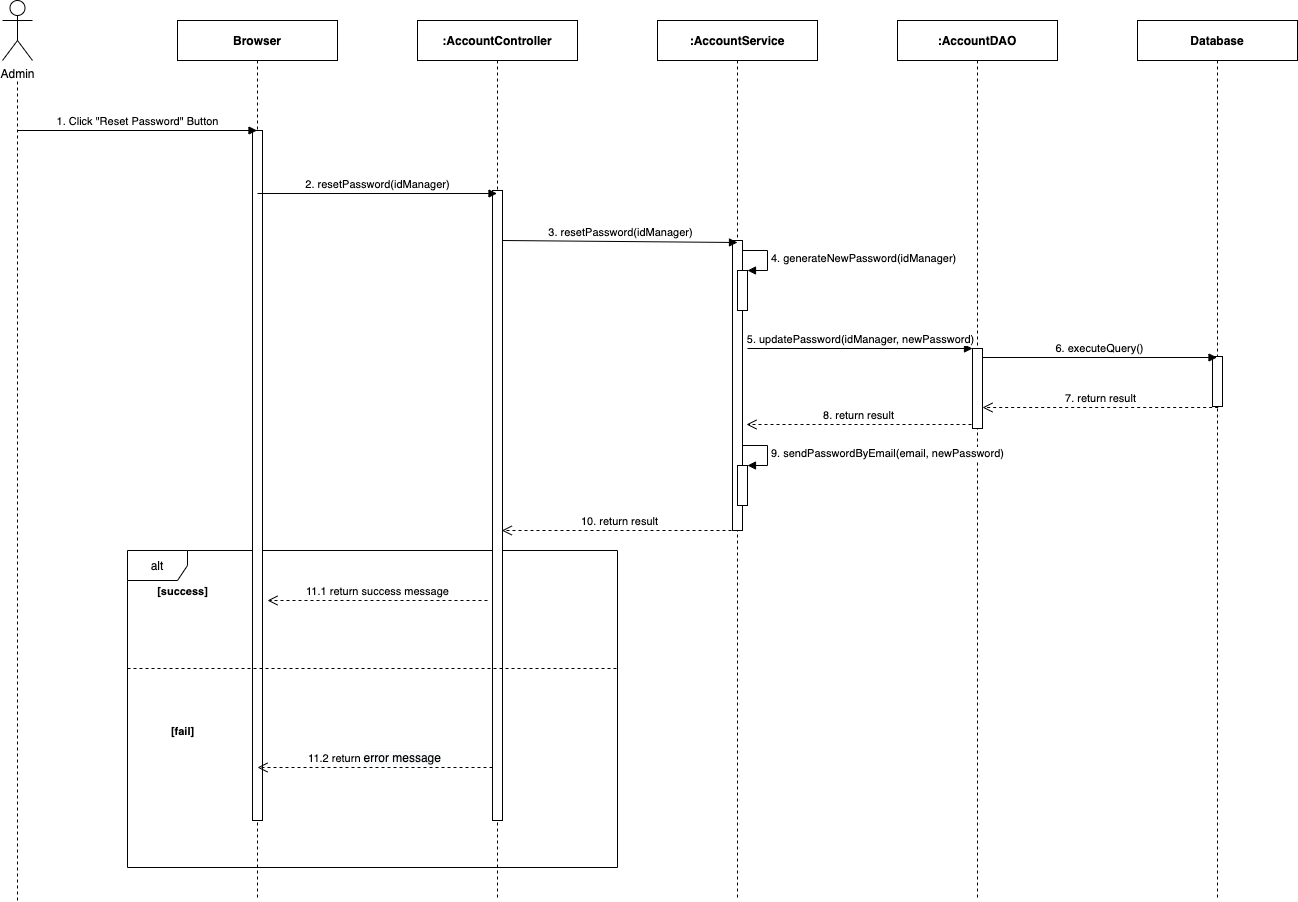 Admin
Browser
:AccountController
:AccountService
:AccountDAO
Database
1. Click "Reset Password" Button
2. resetPassword(idManager)
3. resetPassword(idManager)
4. generateNewPassword(idManager)
5. updatePassword(idManager, newPassword)
6. executeQuery()
7. return result
8. return result
9. sendPasswordByEmail(email, newPassword)
10. return result
alt
[success]
11.1 return success message
[fail]
11.2 return error message